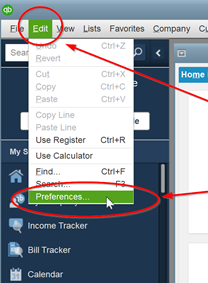 qb
File Edit View Lists Favorites Company Cu
Undo Ctrl+Z
Revert
Cut Ctrl+X
Copy Ctrl+C
Paste Ctrl+V
Copy Line
Paste Line
Use Register Ctrl+R
Use Calculator
Find... Ctrl+F
Search... F3
Preferences...
Home
My S
Income Tracker
Bill Tracker
Calendar